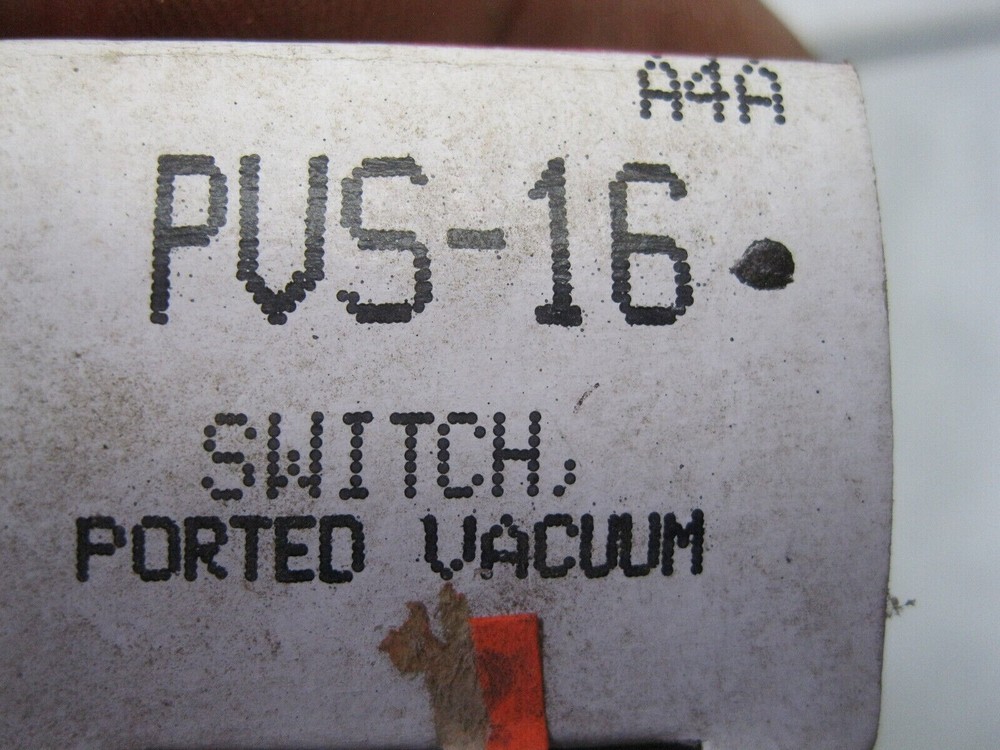 A4A
PVS-16
SWITCH,
PORTED VACUUM